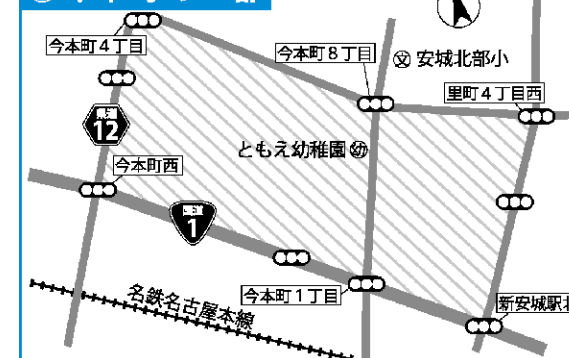 今本町4丁目
今本町8丁目
安城北部小
里町4丁目西
12
ともえ幼稚園
今本町西
1
今本町1丁目
名鉄名古屋本線
新安城駅